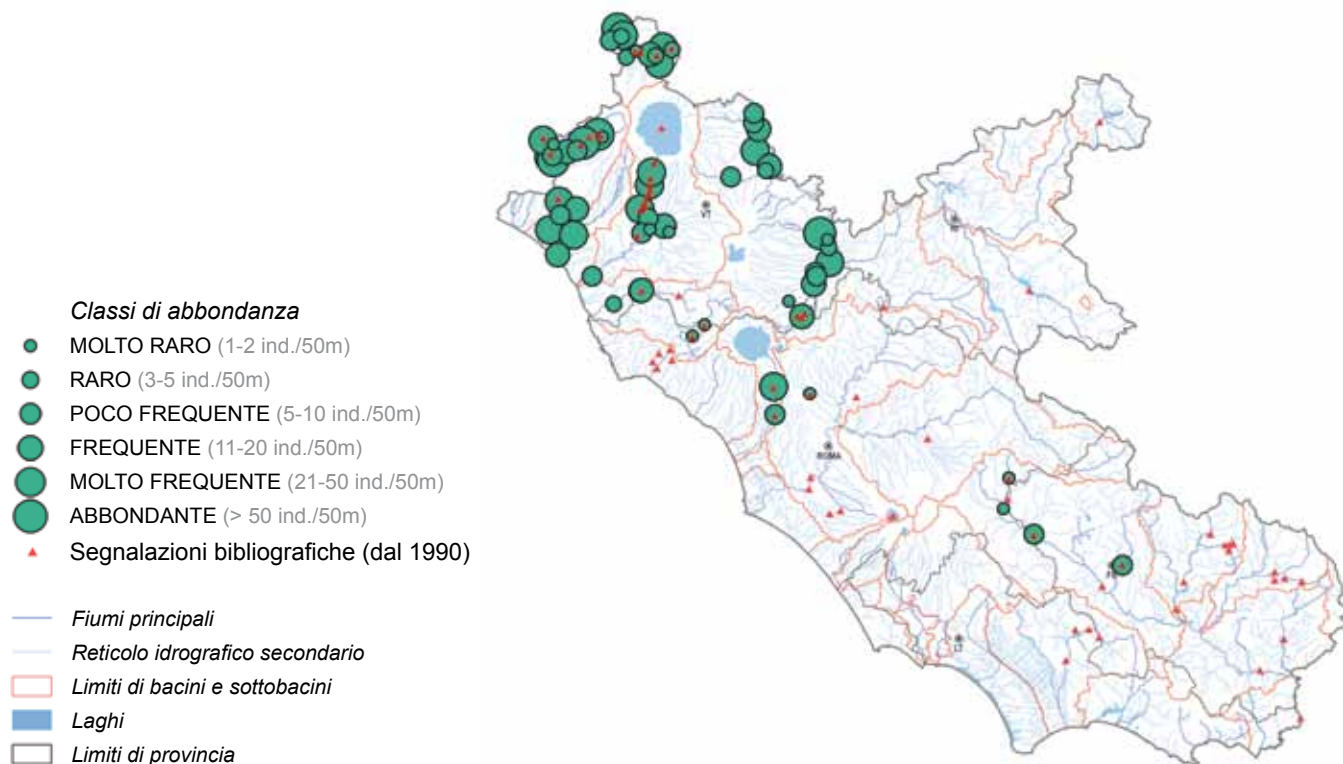 Classi di abbondanza
MOLTO RARO (1-2 ind./50m)
RARO (3-5 ind./50m)
POCO FREQUENTE (5-10 ind./50m)
FREQUENTE (11-20 ind./50m)
MOLTO FREQUENTE (21-50 ind./50m)
ABBONDANTE (> 50 ind./50m)
Segnalazioni bibliografiche (dal 1990)
Fiumi principali
Reticolo idrografico secondario
Limiti di bacini e sottobacini
Laghi
Limiti di provincia
VT
ROMA
LT